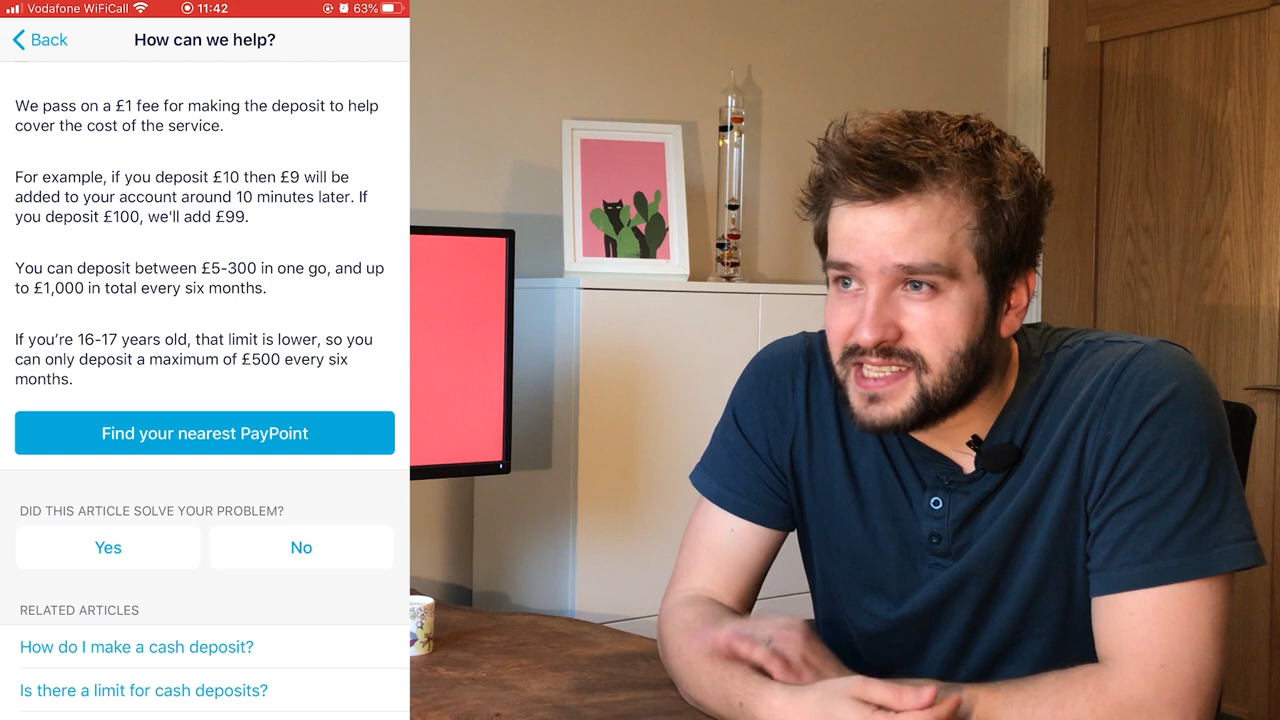 Vodafone WiFiCall 11:42 63%
Back How can we help?
We pass on a £1 fee for making the deposit to help
cover the cost of the service.
For example, if you deposit £10 then £9 will be
added to your account around 10 minutes later. If
you deposit £100, we'll add £99.
You can deposit between £5-300 in one go, and up
to £1,000 in total every six months.
If you’re 16-17 years old, that limit is lower, so you
can only deposit a maximum of £500 every six
months.
Find your nearest PayPoint
DID THIS ARTICLE SOLVE YOUR PROBLEM?
Yes No
RELATED ARTICLES
How do I make a cash deposit?
Is there a limit for cash deposits?